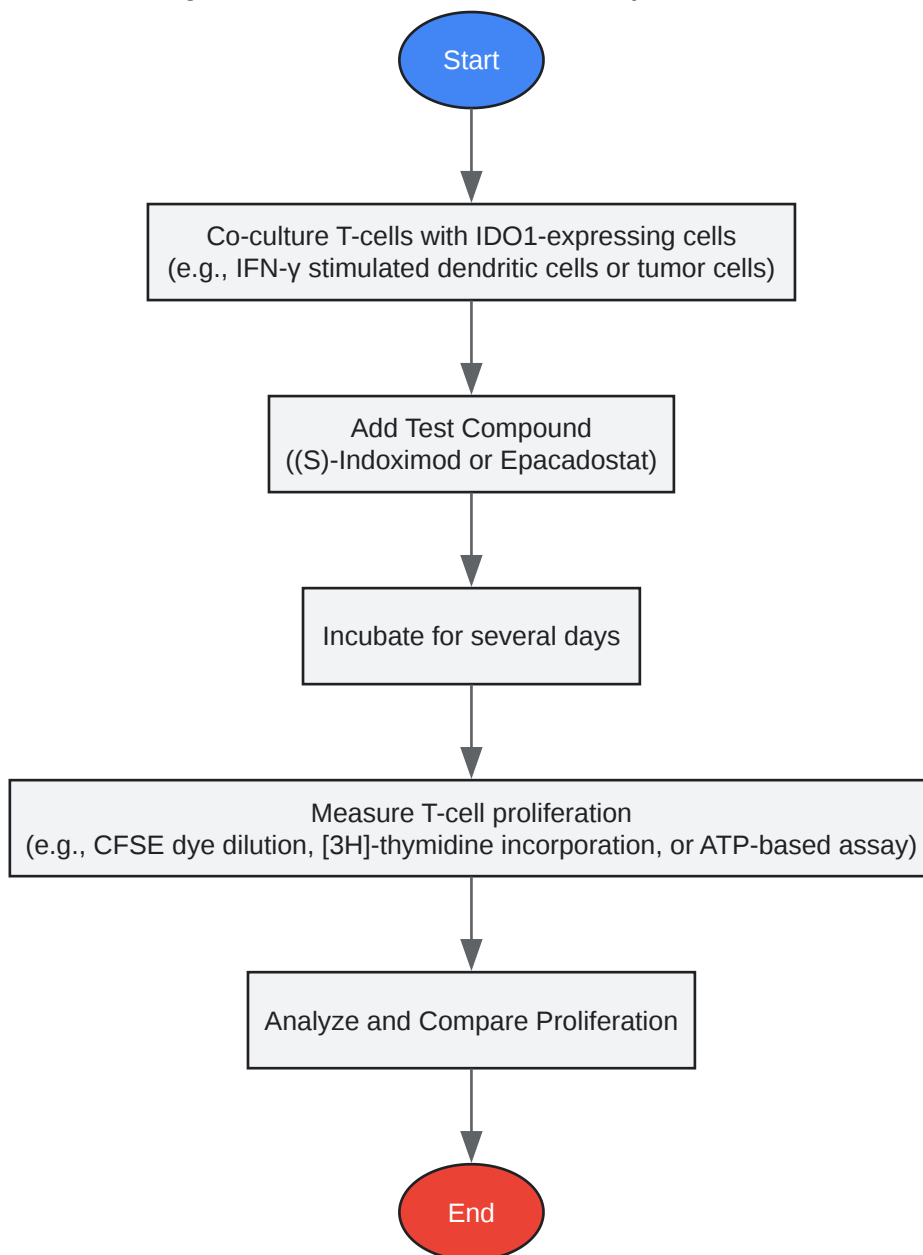 Start
Co-culture T-cells with IDO1-expressing cells
(e.g., IFN-γ stimulated dendritic cells or tumor cells)
Add Test Compound
((S)-Indoximod or Epacadostat)
Incubate for several days
Measure T-cell proliferation
(e.g., CFSE dye dilution, [3H]-thymidine incorporation, or ATP-based assay)
Analyze and Compare Proliferation
End